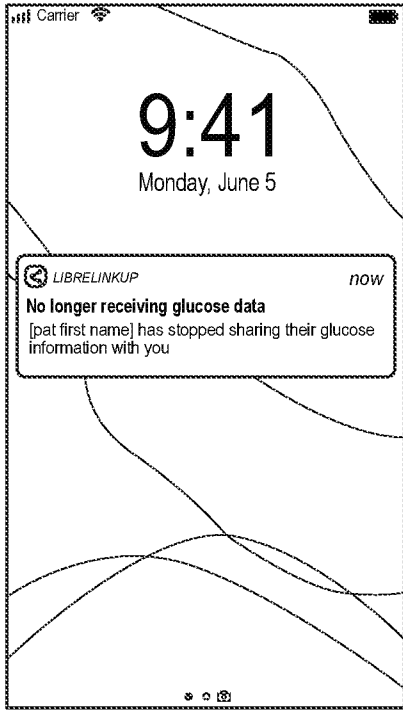 Carrier
9:41
Monday, June 5
LIBRELINKUP now
No longer receiving glucose data
[pat first name] has stopped sharing their glucose
information with you